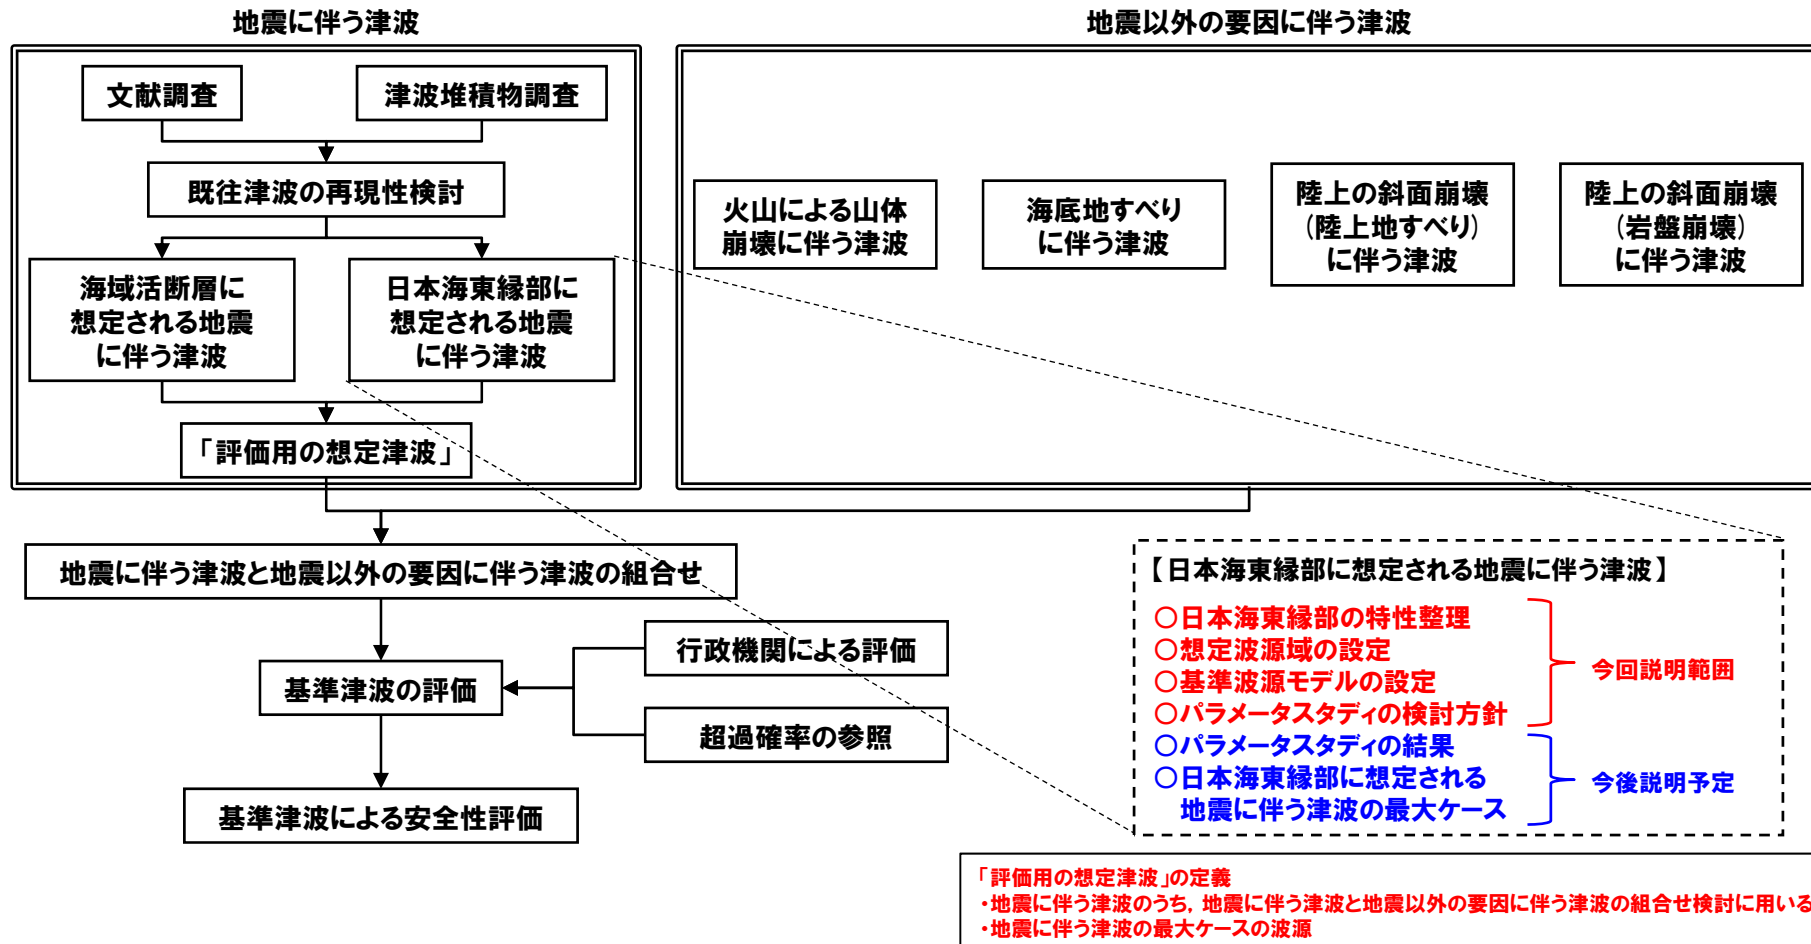 地震に伴う津波
地震以外の要因に伴う津波
文献調査
津波堆積物調査
既往津波の再現性検討
海域活断層に
想定される地震
に伴う津波
日本海東縁部に
想定される地震
に伴う津波
「評価用の想定津波」
火山による山体
崩壊に伴う津波
海底地すべり
に伴う津波
陸上の斜面崩壊
(陸上地すべり)
に伴う津波
陸上の斜面崩壊
(岩盤崩壊)
に伴う津波
地震に伴う津波と地震以外の要因に伴う津波の組合せ
基準津波の評価
行政機関による評価
超過確率の参照
基準津波による安全性評価
【日本海東縁部に想定される地震に伴う津波】
○日本海東縁部の特性整理
○想定波源域の設定
○基準波源モデルの設定
○パラメータスタディの検討方針
今回説明範囲
○パラメータスタディの結果
○日本海東縁部に想定される
地震に伴う津波の最大ケース
今後説明予定
「評価用の想定津波」の定義
・地震に伴う津波のうち，地震に伴う津波と地震以外の要因に伴う津波の組合せ検討に用いる
・地震に伴う津波の最大ケースの波源